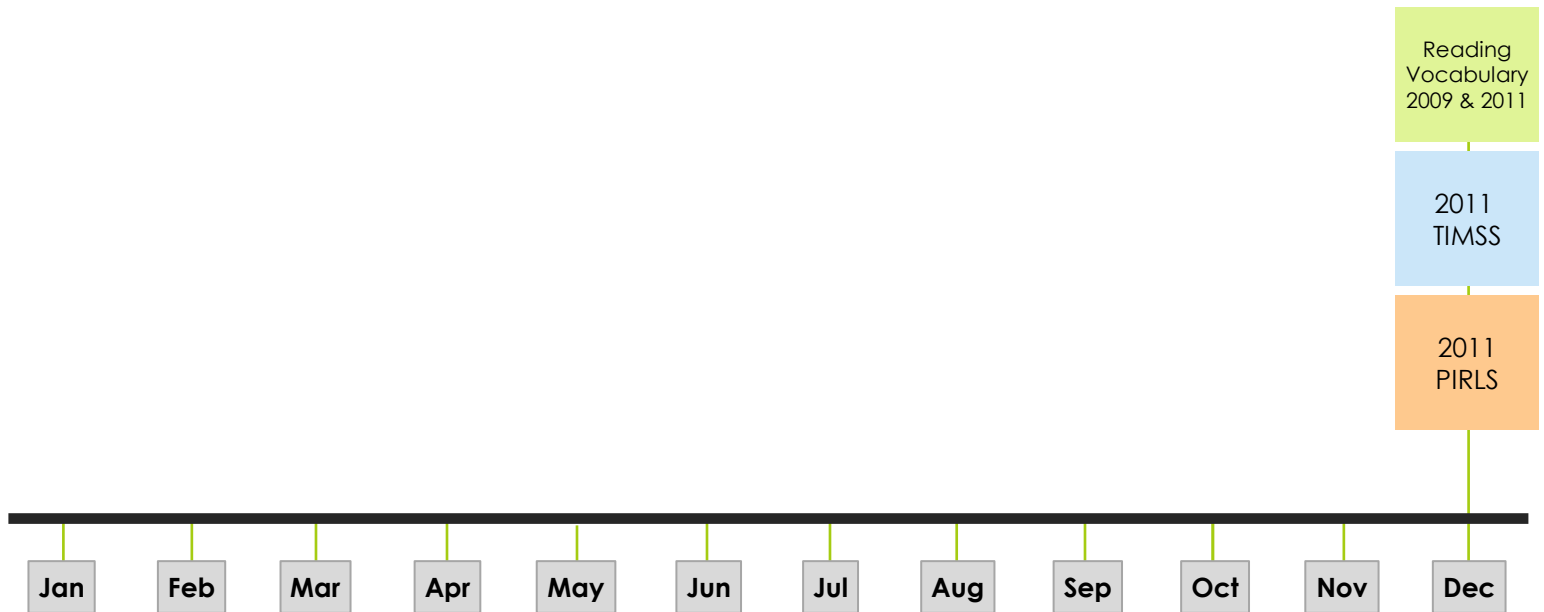 Reading
Vocabulary
2009 & 2011
2011
TIMSS
2011
PIRLS
Jan Feb Mar Apr May Jun Jul Aug Sep Oct Nov Dec